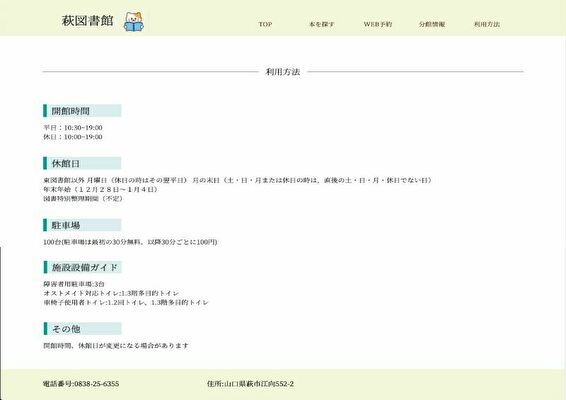 萩図書館
TOP
本を探す
WEB予約
分館情報
利用方法
利用方法
開館時間
平日：10:30~19:00
休日：10:00~19:00
休館日
東図書館以外 月曜日（休日の時はその翌平日） 月の末日（土・日・月または休日の時は、直後の土・日・月・休日でない日）
年末年始（１２月２８日～１月４日）
図書特別整理期間（不定）
駐車場
100台(駐車場は最初の30分無料、以降30分ごとに100円)
施設設備ガイド
障害者用駐車場:3台
オストメイト対応トイレ:1.3階多目的トイレ
車椅子使用者トイレ:1.2回トイレ、1.3階多目的トイレ
その他
開館時間、休館日が変更になる場合があります
電話番号:0838-25-6355
住所:山口県萩市江向552-2